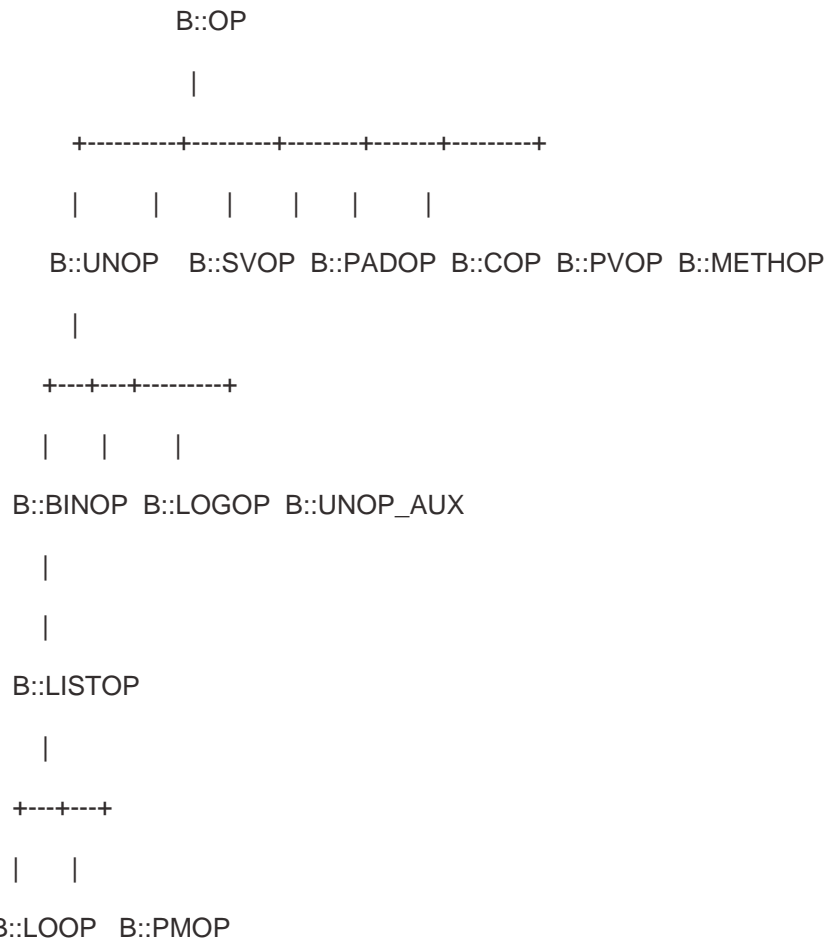 B::OP
|
+----------+---------+--------+-------+---------+
| | | | | |
B::UNOP B::SVOP B::PADOP B::COP B::PVOP B::METHOP
|
+---+---+---------+
| | |
B::BINOP B::LOGOP B::UNOP_AUX
|
|
B::LISTOP
|
+---+---+
| |
B::LOOP B::PMOP